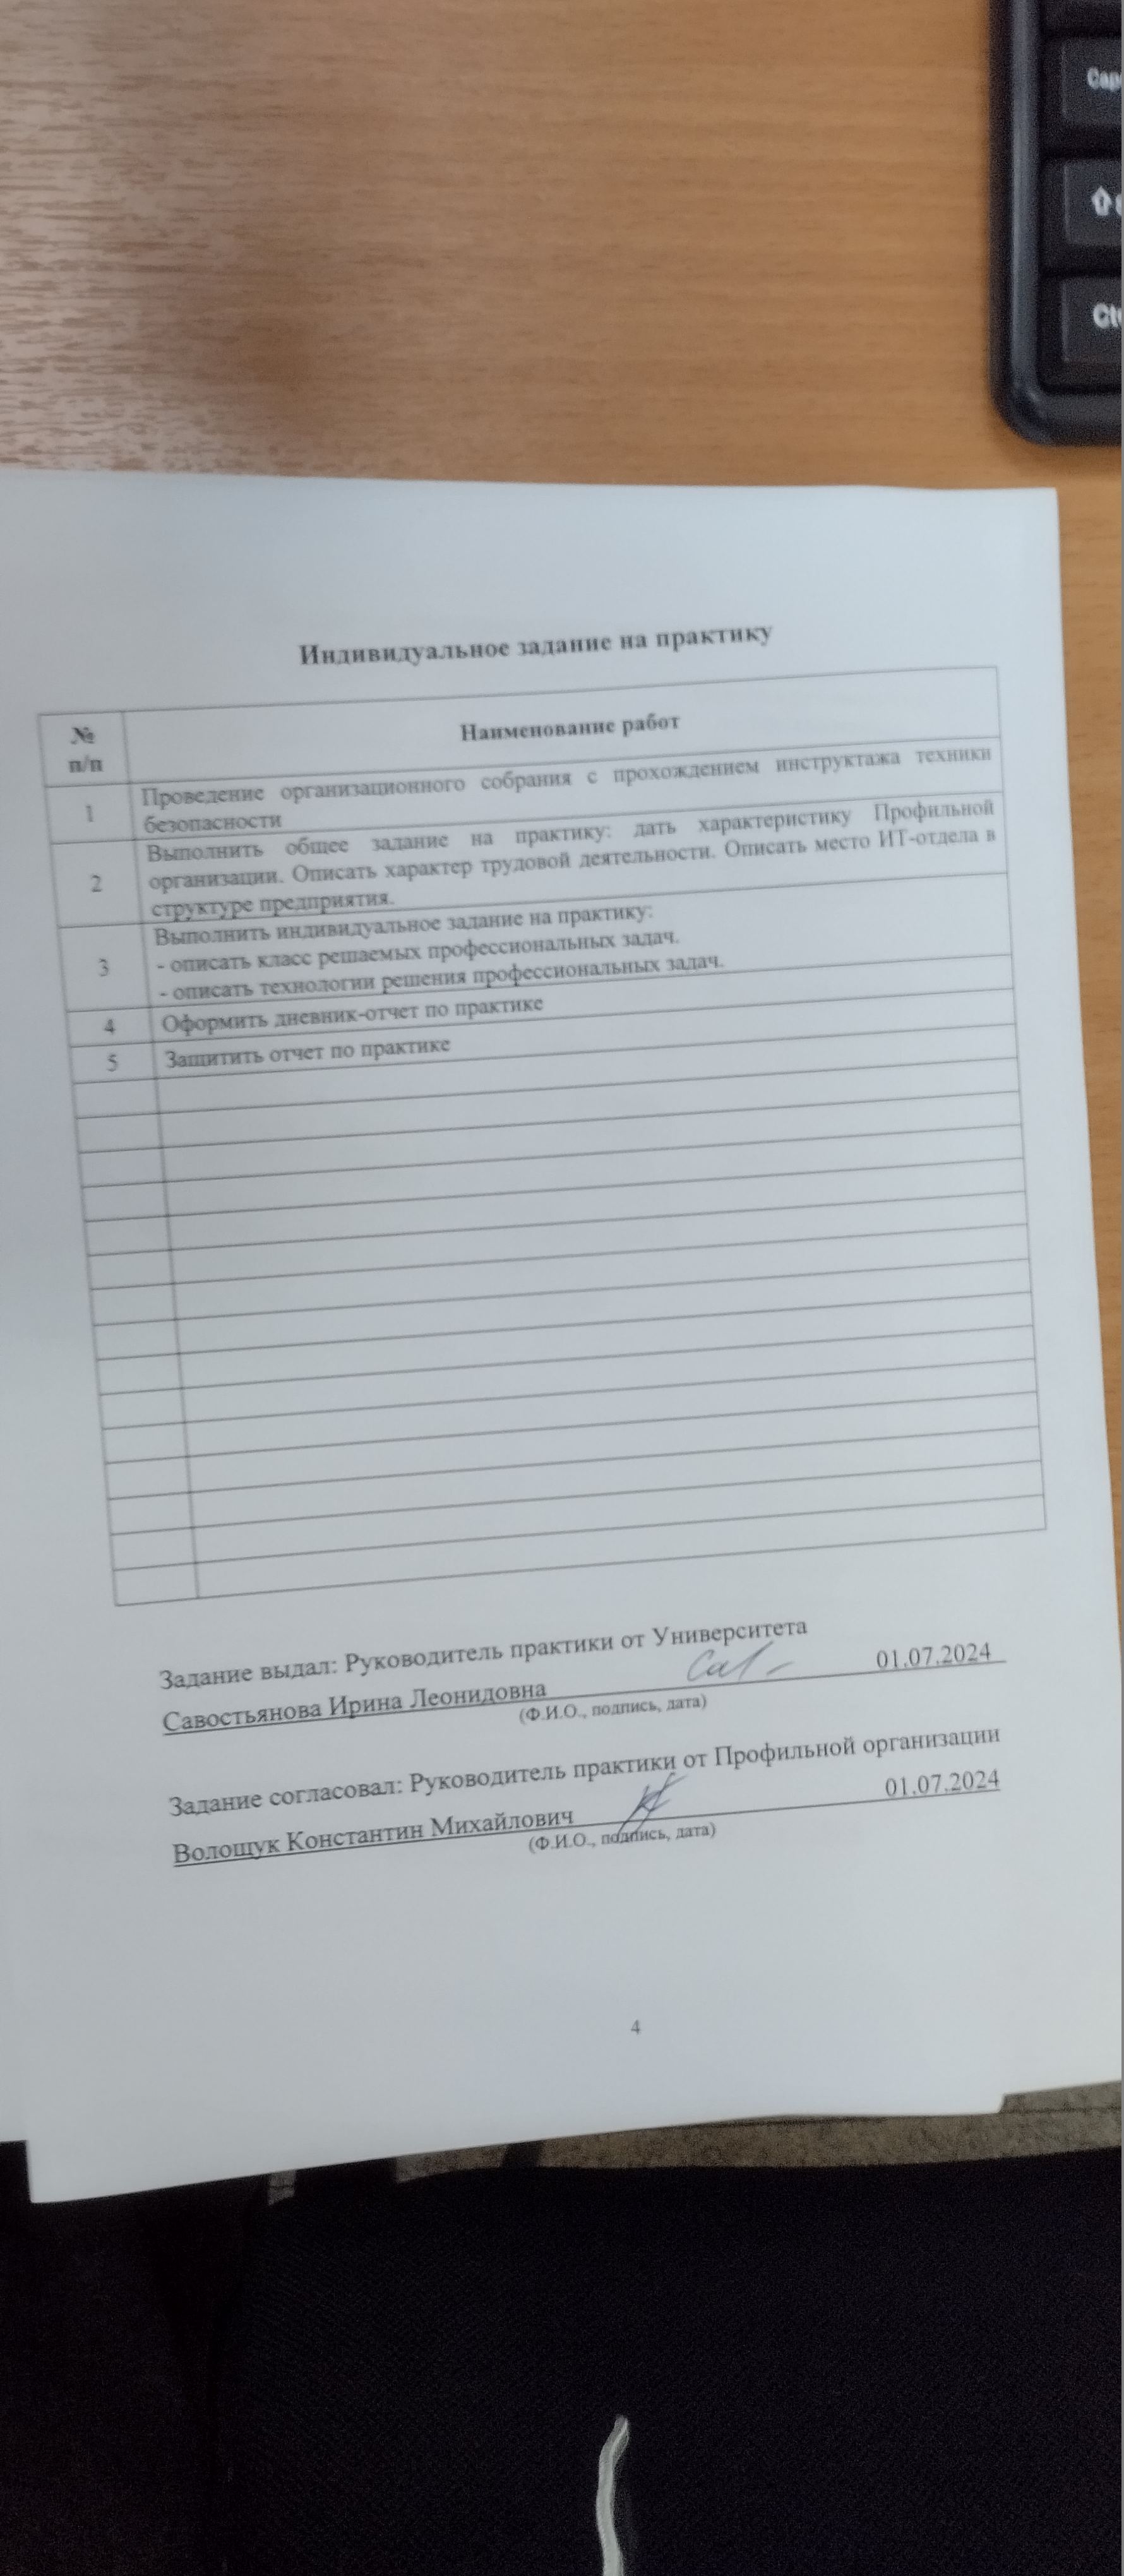 Cap
Ct
Индивидуальное задание на практику
№
п/п
Наименование работ
1
Проведение организационного собрания с прохождением инструктажа техники
безопасности
2
Выполнить общее задание на практику: дать характеристику Профильной
организации. Описать характер трудовой деятельности. Описать место ИТ-отдела в
структуре предприятия.
3
Выполнить индивидуальное задание на практику:
- описать класс решаемых профессиональных задач.
- описать технологии решения профессиональных задач.
4
Оформить дневник-отчет по практике
5
Защитить отчет по практике
Задание выдал: Руководитель практики от Университета
Савостьянова Ирина Леонидовна 01.07.2024
(Ф.И.О., подпись, дата)
Задание согласовал: Руководитель практики от Профильной организации
Волощук Константин Михайлович 01.07.2024
(Ф.И.О., подпись, дата)
4